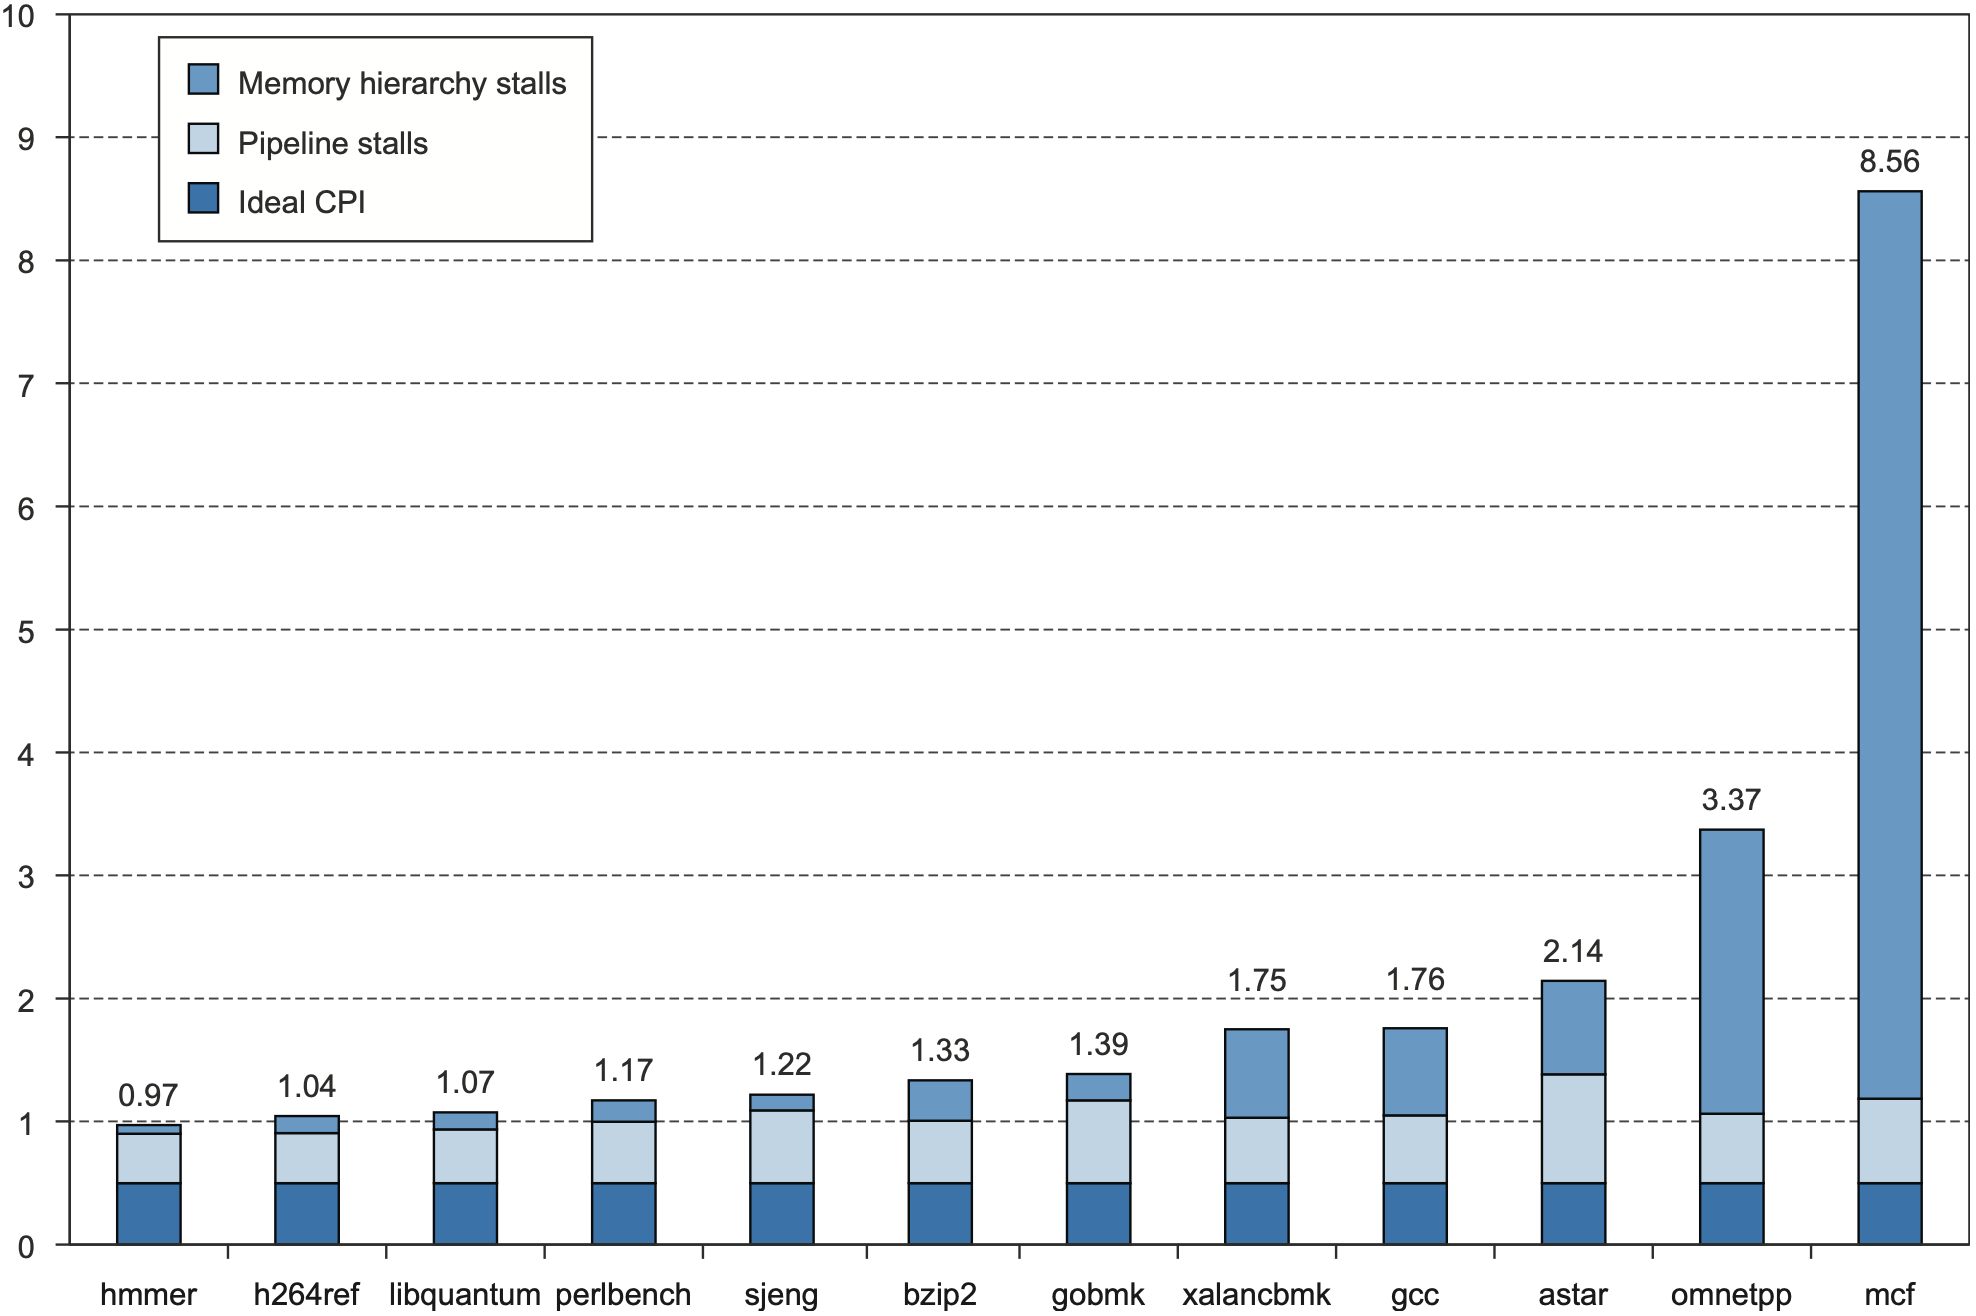 10
9
8
7
6
5
4
3
2
1
0
Memory hierarchy stalls
Pipeline stalls
Ideal CPI
0.97
1.04
1.07
1.17
1.22
1.33
1.39
1.75
1.76
2.14
3.37
8.56
hmmer
h264ref
libquantum
perlbench
sjeng
bzip2
gobmk
xalancbmk
gcc
astar
omnetpp
mcf